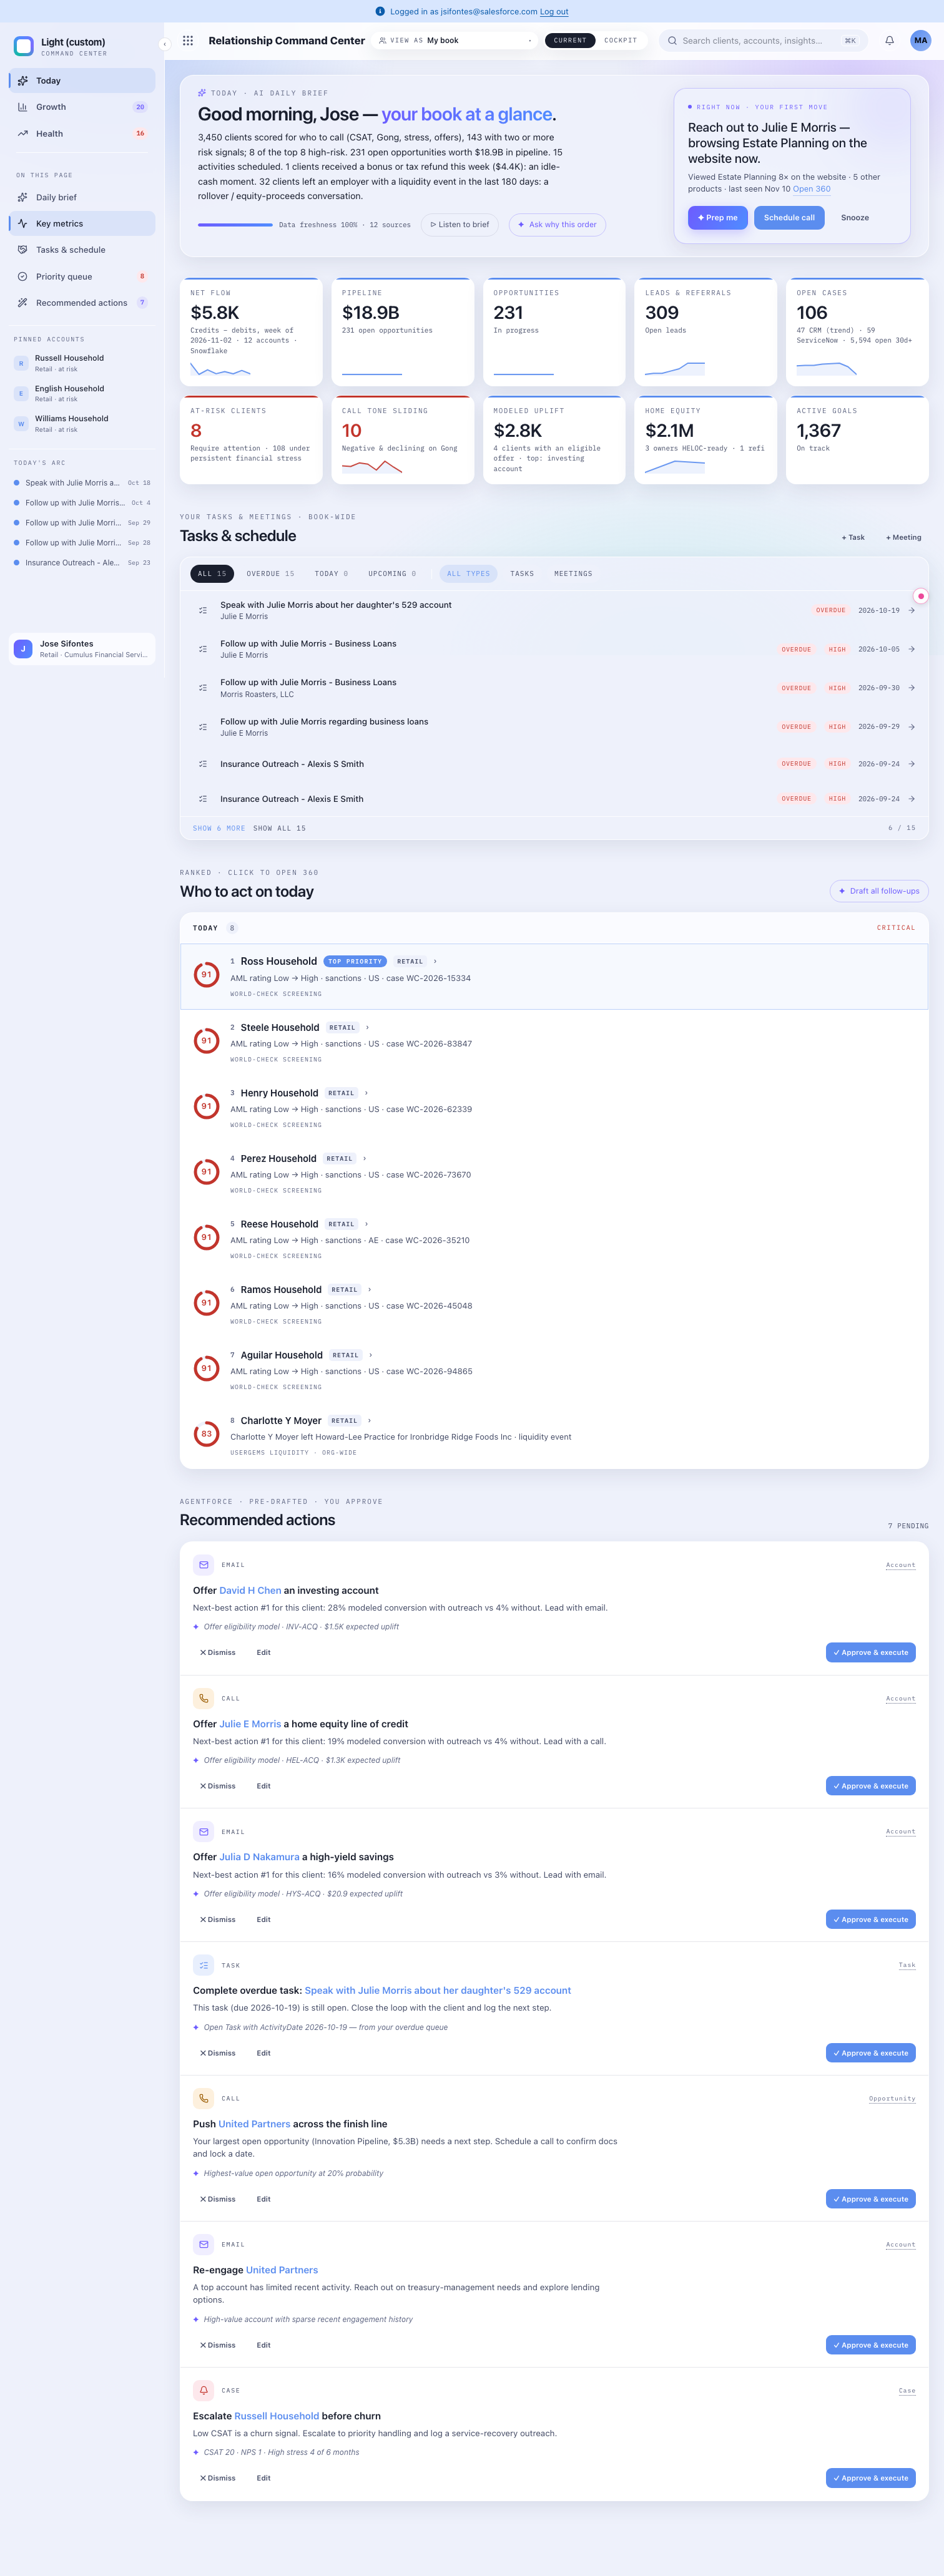 Logged in as jsifontes@salesforce.com Log out
Light (custom)
COMMAND CENTER
Today
Growth 20
Health 16
ON THIS PAGE
Daily brief
Key metrics
Tasks & schedule
Priority queue 8
Recommended actions 7
PINNED ACCOUNTS
R Russell Household
Retail · at risk
E English Household
Retail · at risk
W Williams Household
Retail · at risk
TODAY'S ARC
Speak with Julie Morris a... Oct 18
Follow up with Julie Morris... Oct 4
Follow up with Julie Morri... Sep 29
Follow up with Julie Morri... Sep 28
Insurance Outreach - Ale... Sep 23
J Jose Sifontes
Retail · Cumulus Financial Servi...
Relationship Command Center
VIEW AS My book
CURRENT COCKPIT
Search clients, accounts, insights... ⌘K
MA
TODAY · AI DAILY BRIEF
Good morning, Jose — your book at a glance.
3,450 clients scored for who to call (CSAT, Gong, stress, offers), 143 with two or more
risk signals; 8 of the top 8 high-risk. 231 open opportunities worth $18.9B in pipeline. 15
activities scheduled. 1 clients received a bonus or tax refund this week ($4.4K): an idle-
cash moment. 32 clients left an employer with a liquidity event in the last 180 days: a
rollover / equity-proceeds conversation.
Data freshness 100% · 12 sources
Listen to brief
Ask why this order
RIGHT NOW · YOUR FIRST MOVE
Reach out to Julie E Morris —
browsing Estate Planning on the
website now.
Viewed Estate Planning 8× on the website · 5 other
products · last seen Nov 10 Open 360
Prep me
Schedule call
Snooze
NET FLOW
$5.8K
Credits − debits, week of
2026-11-02 · 12 accounts ·
Snowflake
PIPELINE
$18.9B
231 open opportunities
OPPORTUNITIES
231
In progress
LEADS & REFERRALS
309
Open leads
OPEN CASES
106
47 CRM (trend) · 59
ServiceNow · 5,594 open 30d+
AT-RISK CLIENTS
8
Require attention · 108 under
persistent financial stress
CALL TONE SLIDING
10
Negative & declining on Gong
MODELED UPLIFT
$2.8K
4 clients with an eligible
offer · top: investing
account
HOME EQUITY
$2.1M
3 owners HELOC-ready · 1 refi
ACTIVE GOALS
1,367
On track
YOUR TASKS & MEETINGS · BOOK-WIDE
Tasks & schedule
+ Task
+ Meeting
ALL 15 OVERDUE 15 TODAY 0 UPCOMING 0 ALL TYPES TASKS MEETINGS
Speak with Julie Morris about her daughter's 529 account
Julie E Morris
OVERDUE 2026-10-19
Follow up with Julie Morris - Business Loans
Julie E Morris
OVERDUE HIGH 2026-10-05
Follow up with Julie Morris - Business Loans
Morris Roasters, LLC
OVERDUE HIGH 2026-09-30
Follow up with Julie Morris regarding business loans
Julie E Morris
OVERDUE HIGH 2026-09-29
Insurance Outreach - Alexis S Smith
OVERDUE HIGH 2026-09-24
Insurance Outreach - Alexis E Smith
OVERDUE HIGH 2026-09-24
SHOW 6 MORE SHOW ALL 15
6 / 15
RANKED · CLICK TO OPEN 360
Who to act on today
Draft all follow-ups
TODAY 8
CRITICAL
91 1 Ross Household TOP PRIORITY RETAIL ›
AML rating Low → High · sanctions · US · case WC-2026-15334
WORLD-CHECK SCREENING
91 2 Steele Household RETAIL ›
AML rating Low → High · sanctions · US · case WC-2026-83847
WORLD-CHECK SCREENING
91 3 Henry Household RETAIL ›
AML rating Low → High · sanctions · US · case WC-2026-62339
WORLD-CHECK SCREENING
91 4 Perez Household RETAIL ›
AML rating Low → High · sanctions · US · case WC-2026-73670
WORLD-CHECK SCREENING
91 5 Reese Household RETAIL ›
AML rating Low → High · sanctions · AE · case WC-2026-35210
WORLD-CHECK SCREENING
91 6 Ramos Household RETAIL ›
AML rating Low → High · sanctions · US · case WC-2026-45048
WORLD-CHECK SCREENING
91 7 Aguilar Household RETAIL ›
AML rating Low → High · sanctions · US · case WC-2026-94865
WORLD-CHECK SCREENING
83 8 Charlotte Y Moyer RETAIL ›
Charlotte Y Moyer left Howard-Lee Practice for Ironbridge Ridge Foods Inc · liquidity event
USERGEMS LIQUIDITY · ORG-WIDE
AGENTFORCE · PRE-DRAFTED · YOU APPROVE
Recommended actions
7 PENDING
EMAIL Account
Offer David H Chen an investing account
Next-best action #1 for this client: 28% modeled conversion with outreach vs 4% without. Lead with email.
Offer eligibility model · INV-ACQ · $1.5K expected uplift
Dismiss Edit Approve & execute
CALL Account
Offer Julie E Morris a home equity line of credit
Next-best action #1 for this client: 19% modeled conversion with outreach vs 4% without. Lead with a call.
Offer eligibility model · HEL-ACQ · $1.3K expected uplift
Dismiss Edit Approve & execute
EMAIL Account
Offer Julia D Nakamura a high-yield savings
Next-best action #1 for this client: 16% modeled conversion with outreach vs 3% without. Lead with email.
Offer eligibility model · HYS-ACQ · $20.9 expected uplift
Dismiss Edit Approve & execute
TASK Task
Complete overdue task: Speak with Julie Morris about her daughter's 529 account
This task (due 2026-10-19) is still open. Close the loop with the client and log the next step.
Open Task with ActivityDate 2026-10-19 — from your overdue queue
Dismiss Edit Approve & execute
CALL Opportunity
Push United Partners across the finish line
Your largest open opportunity (Innovation Pipeline, $5.3B) needs a next step. Schedule a call to confirm docs
and lock a date.
Highest-value open opportunity at 20% probability
Dismiss Edit Approve & execute
EMAIL Account
Re-engage United Partners
A top account has limited recent activity. Reach out on treasury-management needs and explore lending
options.
High-value account with sparse recent engagement history
Dismiss Edit Approve & execute
CASE Case
Escalate Russell Household before churn
Low CSAT is a churn signal. Escalate to priority handling and log a service-recovery outreach.
CSAT 20 · NPS 1 · High stress 4 of 6 months
Dismiss Edit Approve & execute